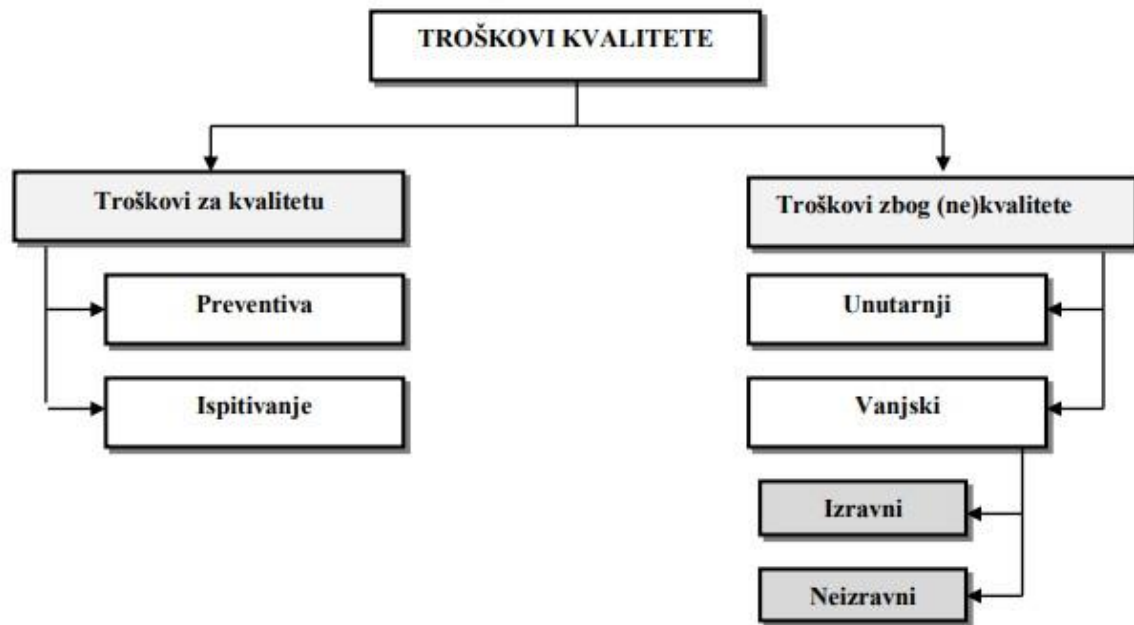 TROŠKOVI KVALITETE
Troškovi za kvalitetu
Preventiva
Ispitivanje
Troškovi zbog (ne)kvalitete
Unutarnji
Vanjski
Izravni
Neizravni